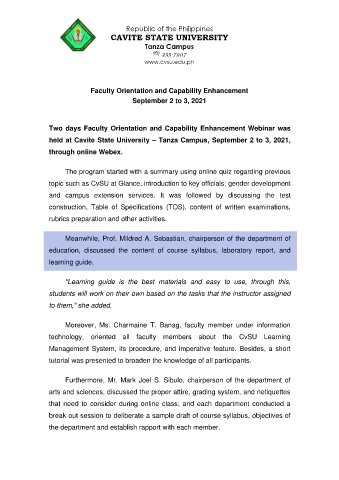 Republic of the Philippines
CAVITE STATE UNIVERSITY
Tanza Campus
www.cvsu.edu.ph
Faculty Orientation and Capability Enhancement
September 2 to 3, 2021
Two days Faculty Orientation and Capability Enhancement Webinar was
held at Cavite State University – Tanza Campus, September 2 to 3, 2021,
through online Webex.
The program started with a summary using online quiz regarding previous
topic such as CvSU at Glance, introduction to key officials, gender development
and campus extension services. It was followed by discussing the test
construction, Table of Specifications (TOS), content of written examinations,
rubrics preparation and other activities.
Meanwhile, Prof. Mildred A. Sebastian, chairperson of the department of
education, discussed the content of course syllabus, laboratory report, and
learning guide.
"Learning guide is the best materials and easy to use, through this,
students will work on their own based on the tasks that the instructor assigned
to them," she added.
Moreover, Ms. Charmaine T. Banag, faculty member under information
technology, oriented all faculty members about the CvSU Learning
Management System, its procedure, and imperative feature. Besides, a short
tutorial was presented to broaden the knowledge of all participants.
Furthermore, Mr. Mark Joel S. Sibulo, chairperson of the department of
arts and sciences, discussed the proper attire, grading system, and netiquettes
that need to consider during online class; and each department conducted a
break out session to deliberate a sample draft of course syllabus, objectives of
the department and establish rapport with each member.